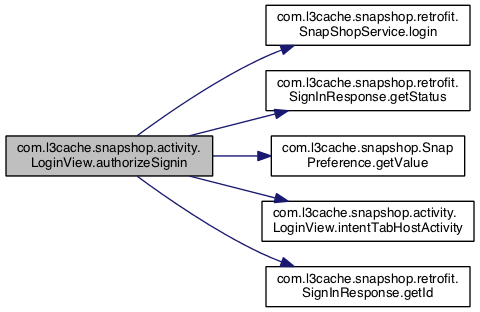 com.l3cache.snapshop.retrofit.
SnapShopService.login
com.l3cache.snapshop.retrofit.
SignInResponse.getStatus
com.l3cache.snapshop.activity.
LoginView.authorizeSignin
com.l3cache.snapshop.Snap
Preference.getValue
com.l3cache.snapshop.activity.
LoginView.intentTabHostActivity
com.l3cache.snapshop.retrofit.
SignInResponse.getId